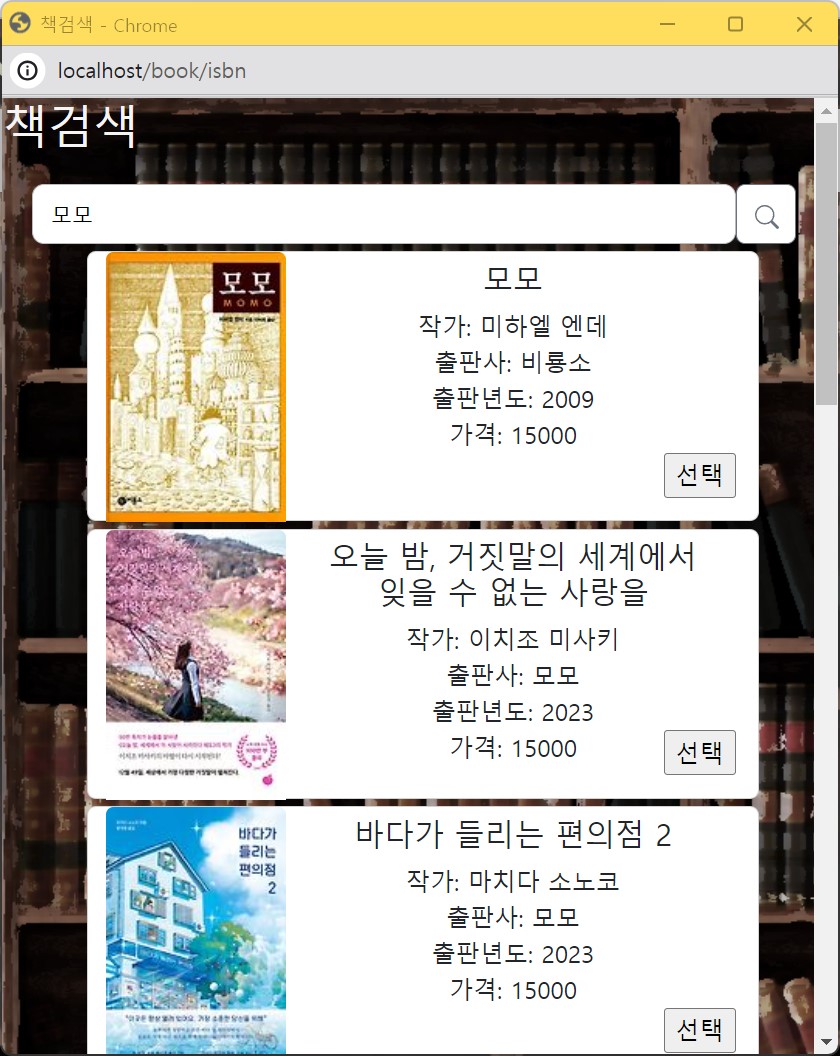 책검색 - Chrome
localhost/book/isbn
책검색
모모
모모
MOMO
모모
작가: 미하엘 엔데
출판사: 비룡소
출판년도: 2009
가격: 15000
선택
오늘 밤, 거짓말의 세계에서
잊을 수 없는 사랑을
작가: 이치조 미사키
출판사: 모모
출판년도: 2023
가격: 15000
선택
바다가
들리는
편의점
2
바다가 들리는 편의점 2
작가: 마치다 소노코
출판사: 모모
출판년도: 2023
가격: 15000
선택